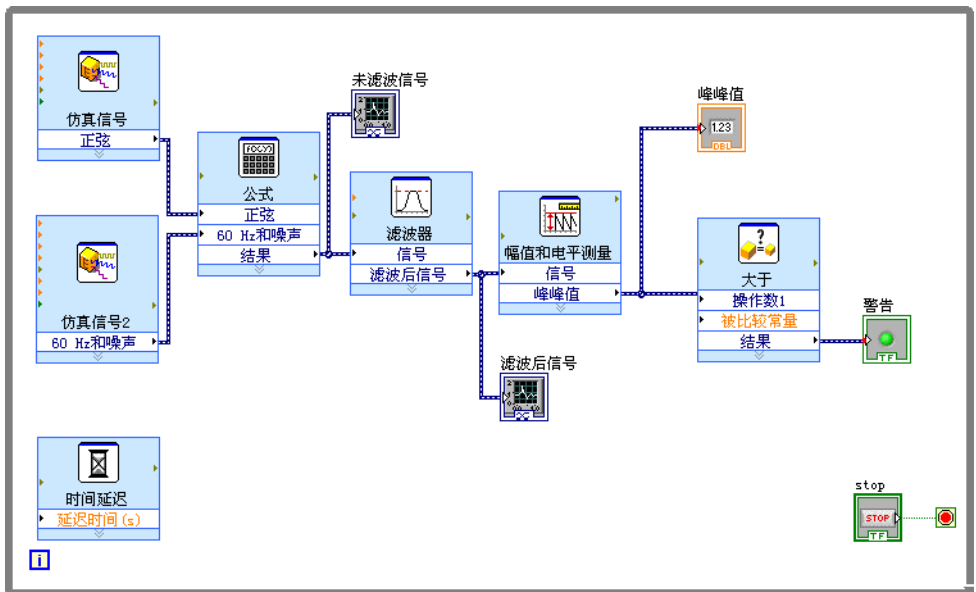 仿真信号
正弦
仿真信号2
60 Hz和噪声
公式
正弦
60 Hz和噪声
结果
未滤波信号
滤波器
信号
滤波后信号
幅值和电平测量
信号
峰峰值
滤波后信号
峰峰值
1.23
DBL
?
大于
操作数1
被比较常量
结果
警告
TF
时间延迟
延迟时间(s)
i
stop
STOP
TF